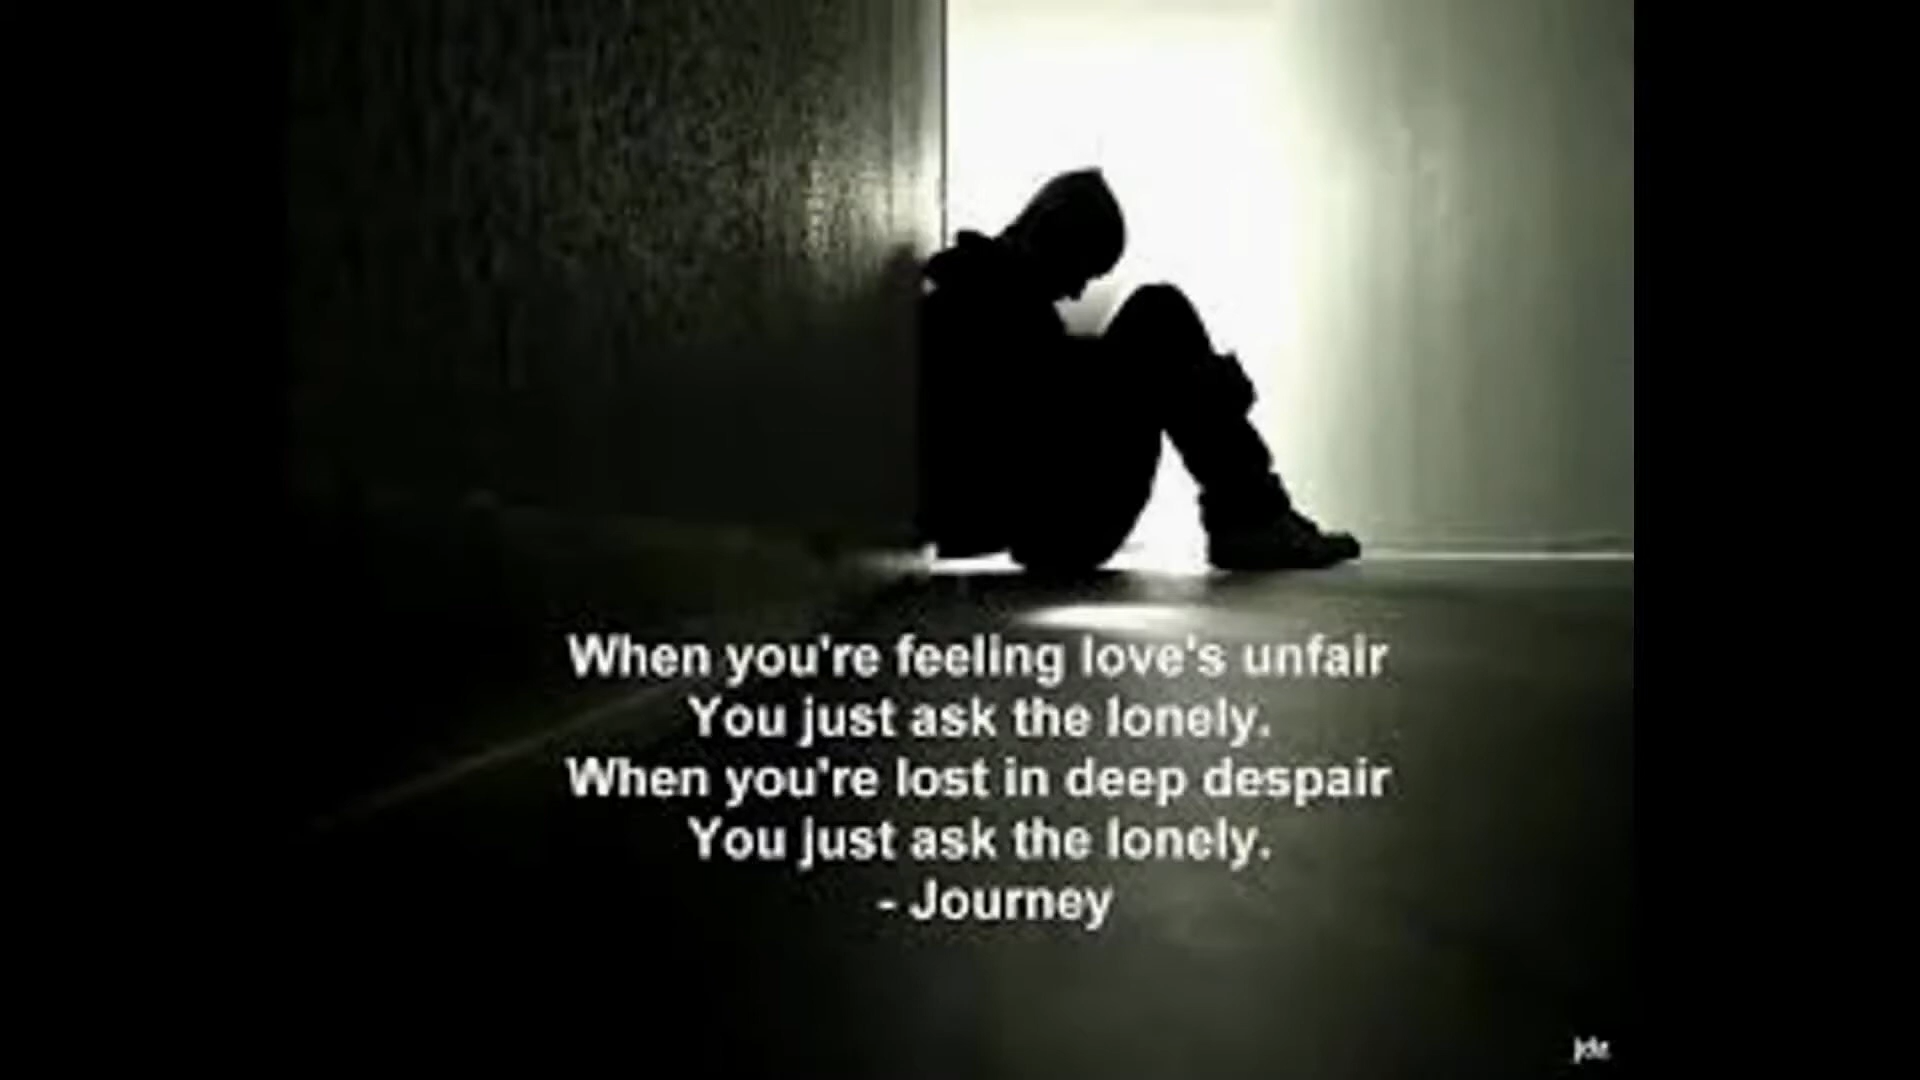 When you're feeling love's unfair
You just ask the lonely.
When you're lost in deep despair
You just ask the lonely.
- Journey